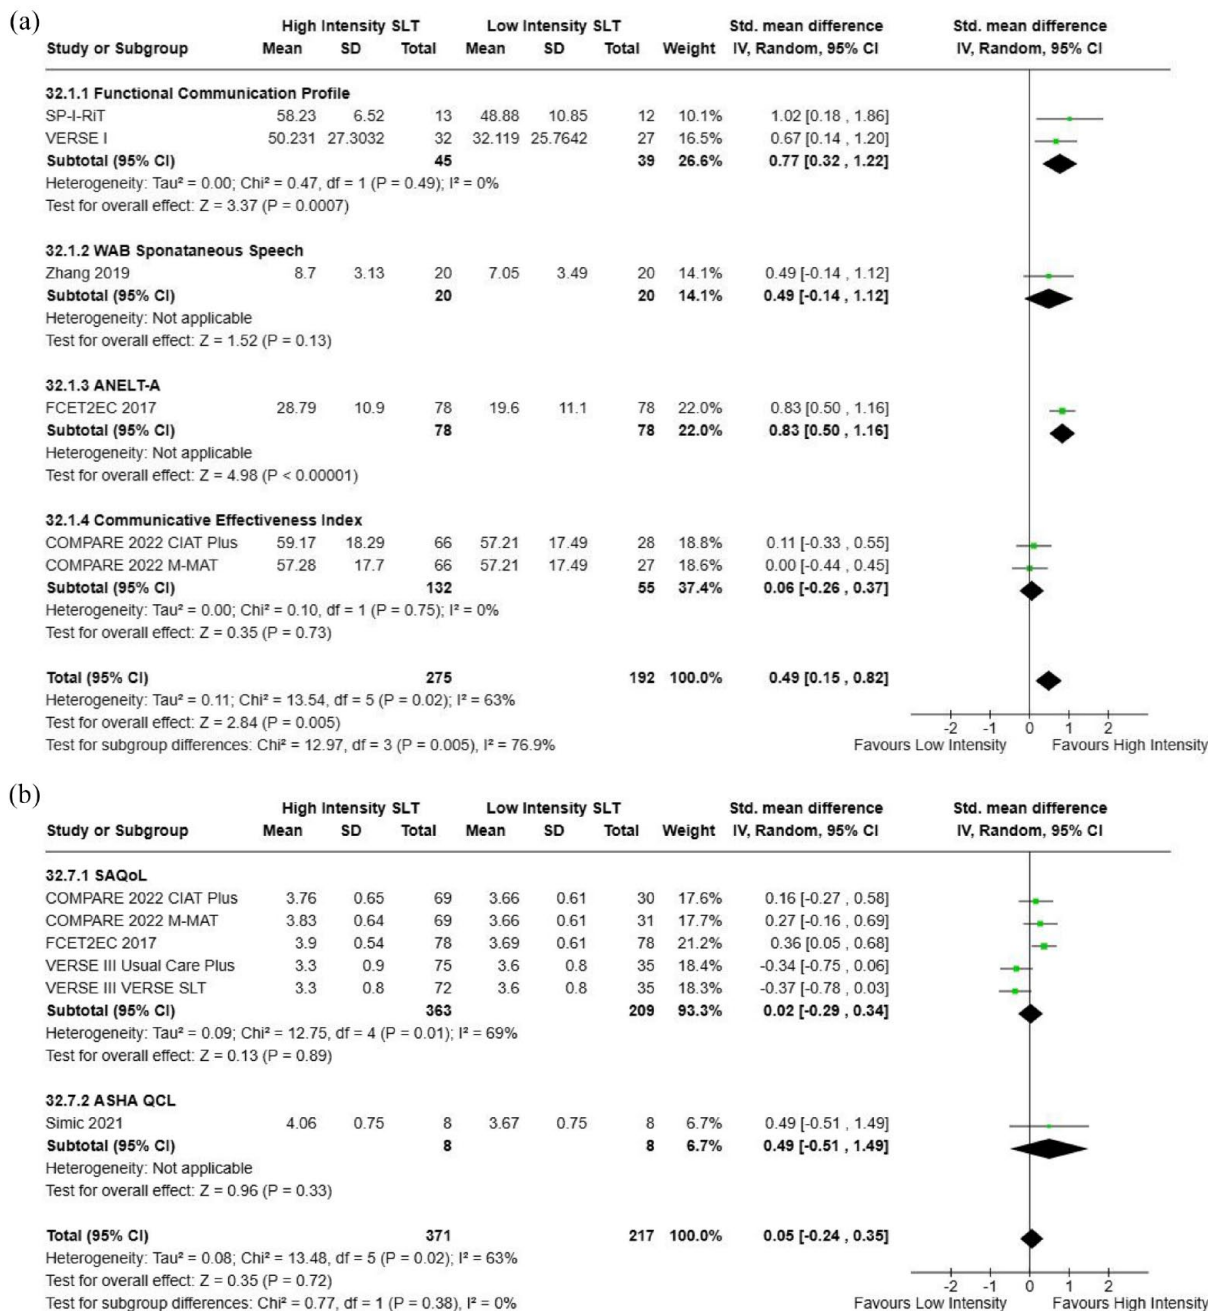 (a)
High Intensity SLT Low Intensity SLT Std. mean difference Std. mean difference
Study or Subgroup Mean SD Total Mean SD Total Weight IV, Random, 95% CI IV, Random, 95% CI
32.1.1 Functional Communication Profile
SP-I-RiT 58.23 6.52 13 48.88 10.85 12 10.1% 1.02 [0.18 , 1.86]
VERSE I 50.231 27.3032 32 32.119 25.7642 27 16.5% 0.67 [0.14 , 1.20]
Subtotal (95% CI) 45 39 26.6% 0.77 [0.32 , 1.22]
Heterogeneity: Tau² = 0.00; Chi² = 0.47, df = 1 (P = 0.49); I² = 0%
Test for overall effect: Z = 3.37 (P = 0.0007)
32.1.2 WAB Sponataneous Speech
Zhang 2019 8.7 3.13 20 7.05 3.49 20 14.1% 0.49 [-0.14 , 1.12]
Subtotal (95% CI) 20 20 14.1% 0.49 [-0.14 , 1.12]
Heterogeneity: Not applicable
Test for overall effect: Z = 1.52 (P = 0.13)
32.1.3 ANELT-A
FCET2EC 2017 28.79 10.9 78 19.6 11.1 78 22.0% 0.83 [0.50 , 1.16]
Subtotal (95% CI) 78 78 22.0% 0.83 [0.50 , 1.16]
Heterogeneity: Not applicable
Test for overall effect: Z = 4.98 (P < 0.00001)
32.1.4 Communicative Effectiveness Index
COMPARE 2022 CIAT Plus 59.17 18.29 66 57.21 17.49 28 18.8% 0.11 [-0.33 , 0.55]
COMPARE 2022 M-MAT 57.28 17.7 66 57.21 17.49 27 18.6% 0.00 [-0.44 , 0.45]
Subtotal (95% CI) 132 55 37.4% 0.06 [-0.26 , 0.37]
Heterogeneity: Tau² = 0.00; Chi² = 0.10, df = 1 (P = 0.75); I² = 0%
Test for overall effect: Z = 0.35 (P = 0.73)
Total (95% CI) 275 192 100.0% 0.49 [0.15 , 0.82]
Heterogeneity: Tau² = 0.11; Chi² = 13.54, df = 5 (P = 0.02); I² = 63%
Test for overall effect: Z = 2.84 (P = 0.005)
-2 -1 0 1 2
Test for subgroup differences: Chi² = 12.97, df = 3 (P = 0.005), I² = 76.9%
Favours Low Intensity Favours High Intensity
(b)
High Intensity SLT Low Intensity SLT Std. mean difference Std. mean difference
Study or Subgroup Mean SD Total Mean SD Total Weight IV, Random, 95% CI IV, Random, 95% CI
32.7.1 SAQoL
COMPARE 2022 CIAT Plus 3.76 0.65 69 3.66 0.61 30 17.6% 0.16 [-0.27 , 0.58]
COMPARE 2022 M-MAT 3.83 0.64 69 3.66 0.61 31 17.7% 0.27 [-0.16 , 0.69]
FCET2EC 2017 3.9 0.54 78 3.69 0.61 78 21.2% 0.36 [0.05 , 0.68]
VERSE III Usual Care Plus 3.3 0.9 75 3.6 0.8 35 18.4% -0.34 [-0.75 , 0.06]
VERSE III VERSE SLT 3.3 0.8 72 3.6 0.8 35 18.3% -0.37 [-0.78 , 0.03]
Subtotal (95% CI) 363 209 93.3% 0.02 [-0.29 , 0.34]
Heterogeneity: Tau² = 0.09; Chi² = 12.75, df = 4 (P = 0.01); I² = 69%
Test for overall effect: Z = 0.13 (P = 0.89)
32.7.2 ASHA QCL
Simic 2021 4.06 0.75 8 3.67 0.75 8 6.7% 0.49 [-0.51 , 1.49]
Subtotal (95% CI) 8 8 6.7% 0.49 [-0.51 , 1.49]
Heterogeneity: Not applicable
Test for overall effect: Z = 0.96 (P = 0.33)
Total (95% CI) 371 217 100.0% 0.05 [-0.24 , 0.35]
Heterogeneity: Tau² = 0.08; Chi² = 13.48, df = 5 (P = 0.02); I² = 63%
Test for overall effect: Z = 0.35 (P = 0.72)
-2 -1 0 1 2
Test for subgroup differences: Chi² = 0.77, df = 1 (P = 0.38), I² = 0%
Favours Low Intensity Favours High Intensity